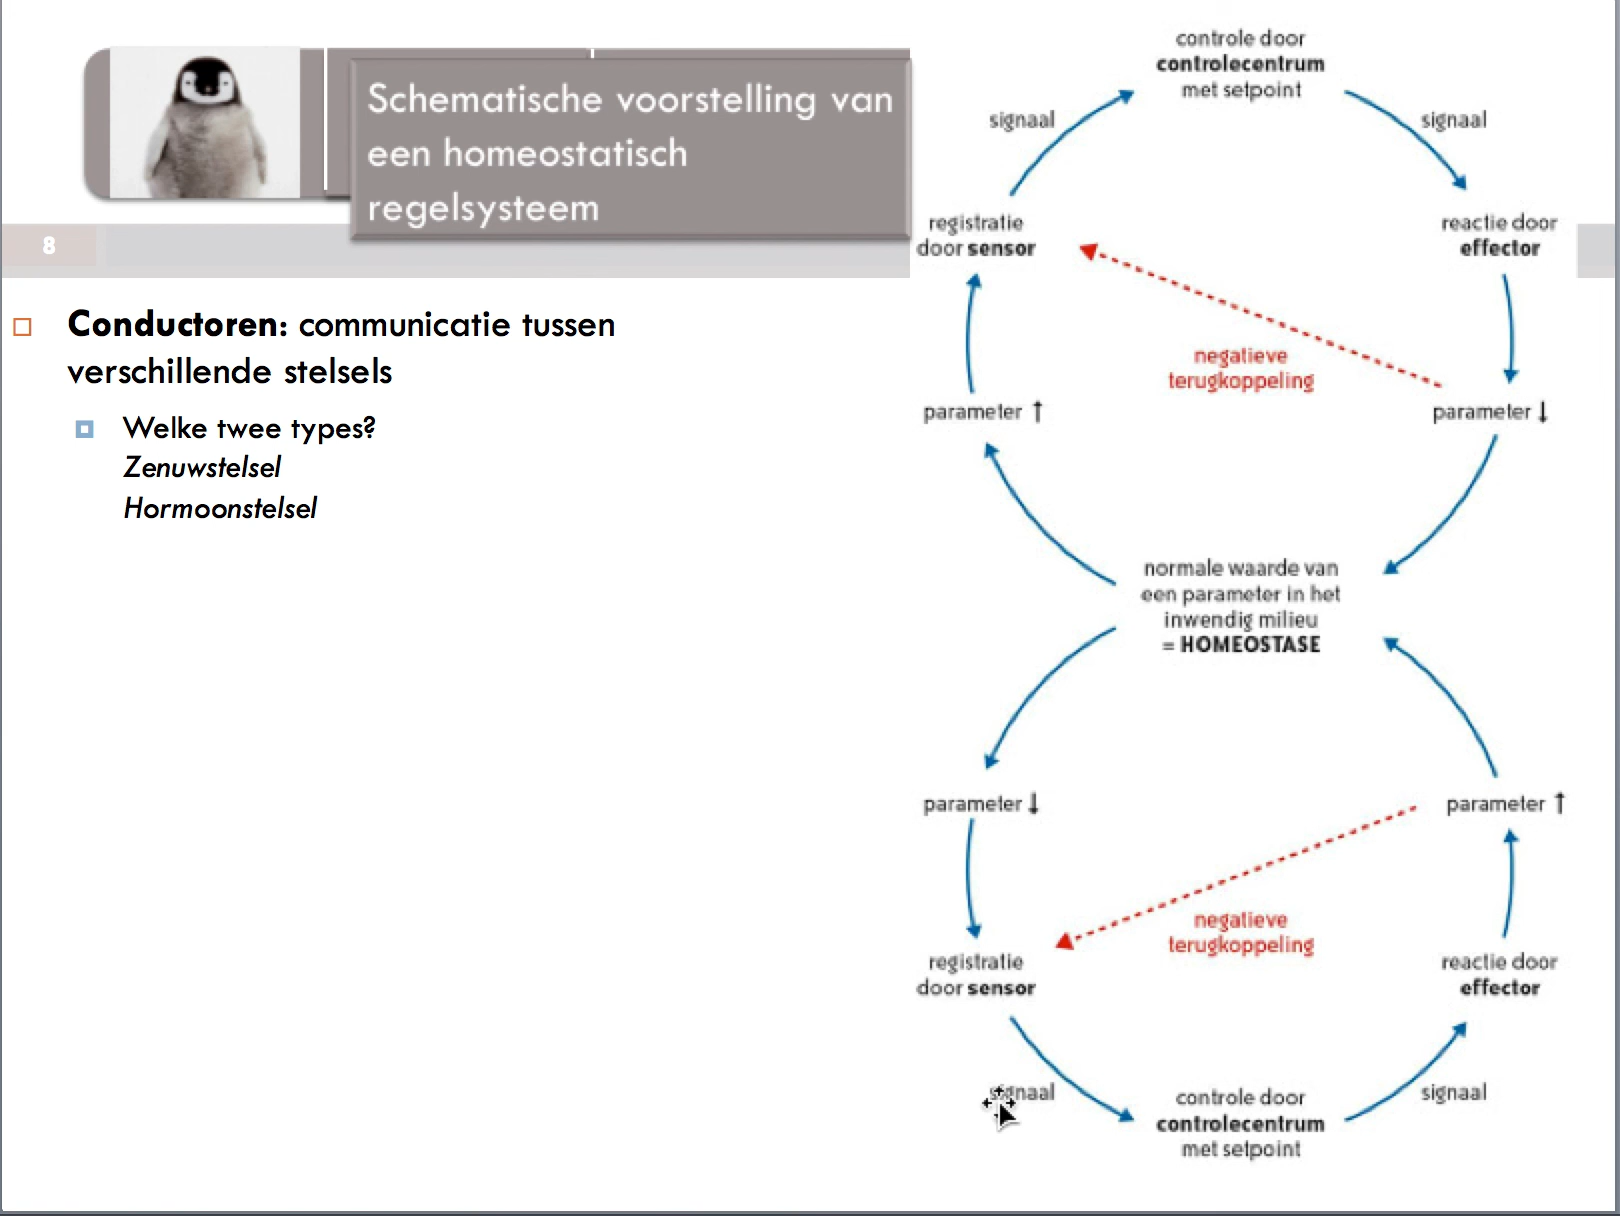 Schematische voorstelling van
een homeostatisch
regelsysteem
8
Conductoren: communicatie tussen
verschillende stelsels
Welke twee types?
Zenuwstelsel
Hormoonstelsel
controle door
controlecentrum
met setpoint
signaal
signaal
registratie
door sensor
reactie door
effector
negatieve
terugkoppeling
parameter ↑
parameter ↓
normale waarde van
een parameter in het
inwendig milieu
= HOMEOSTASE
parameter ↓
parameter ↑
negatieve
terugkoppeling
registratie
door sensor
reactie door
effector
signaal
signaal
controle door
controlecentrum
met setpoint